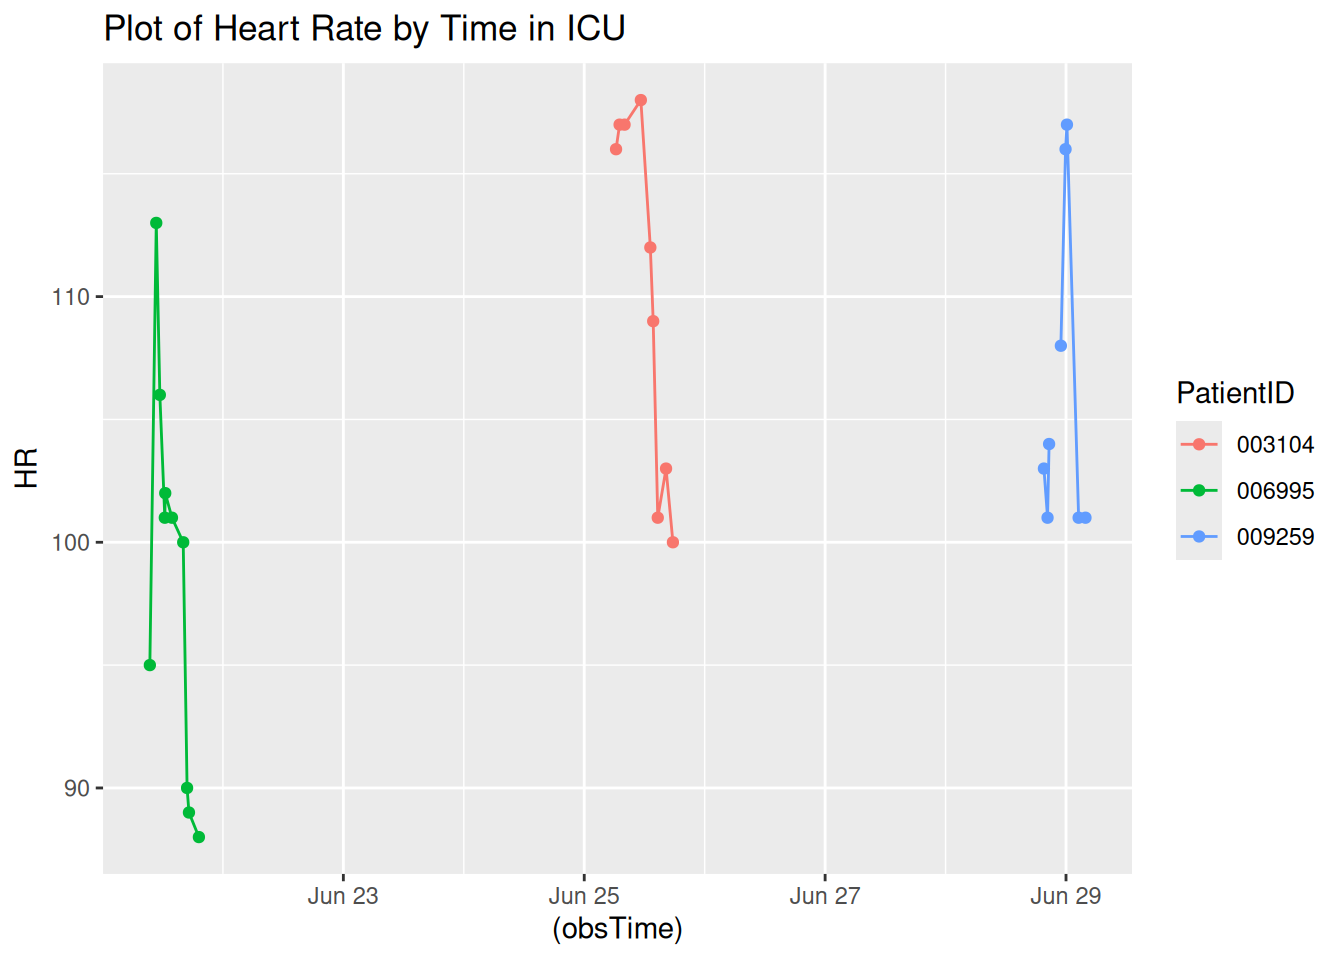 Plot of Heart Rate by Time in ICU
110
100
90
HR
Jun 23
Jun 25
Jun 27
Jun 29
(obsTime)
PatientID
003104
006995
009259